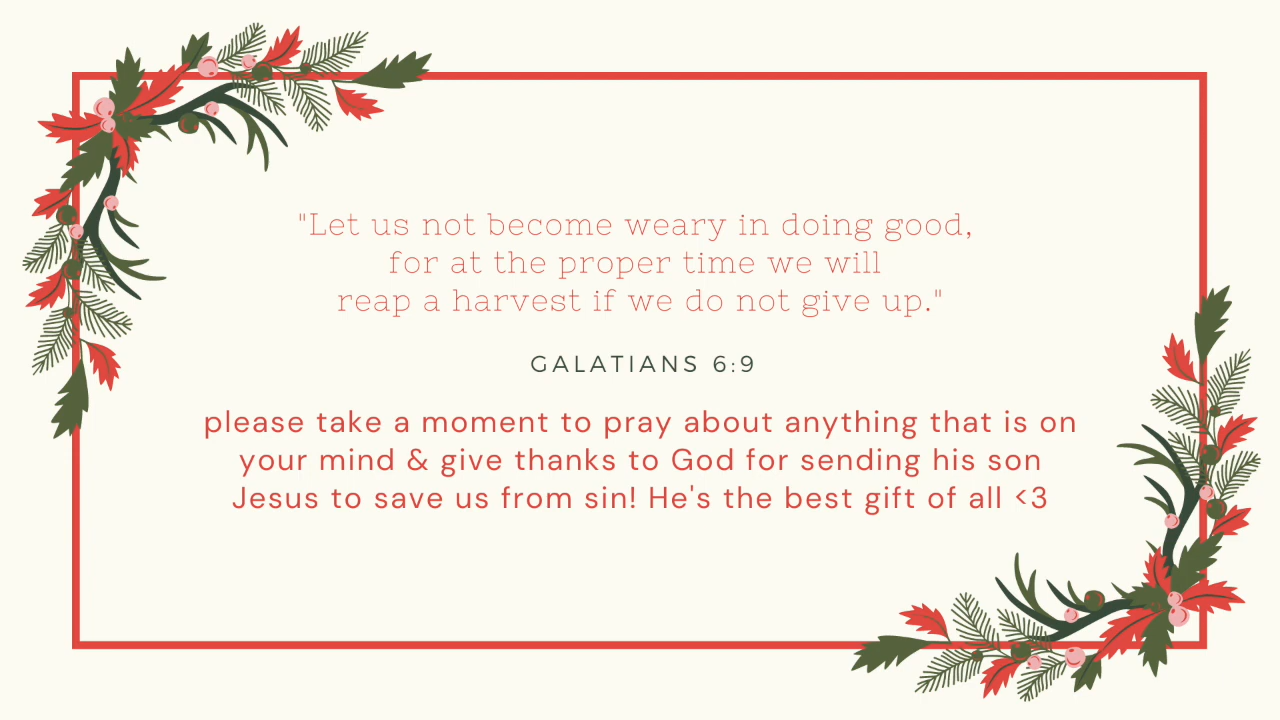 "Let us not become weary in doing good,
for at the proper time we will
reap a harvest if we do not give up."
GALATIANS 6:9
please take a moment to pray about anything that is on
your mind & give thanks to God for sending his son
Jesus to save us from sin! He's the best gift of all <3